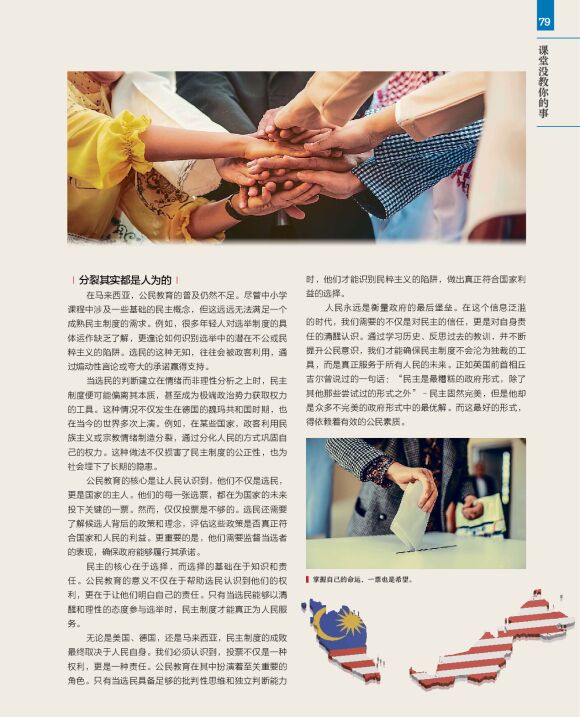 79
课堂没教你的事
分裂其实都是人为的
在马来西亚，公民教育的普及仍然不足。尽管中小学
课程中涉及一些基础的民主概念，但这远远无法满足一个
成熟民主制度的需求。例如，很多年轻人对选举制度的具
体运作缺乏了解，更遑论如何识别选举中的潜在不公或民
粹主义的陷阱。选民的这种无知，往往会被政客利用，通
过煽动性言论或夸大的承诺赢得支持。
当选民的判断建立在情绪而非理性分析之上时，民主
制度便可能偏离其本质，甚至成为极端政治势力获取权力
的工具。这种情况不仅发生在德国的魏玛共和国时期，也
在当今的世界多次上演。例如，在某些国家，政客利用民
族主义或宗教情绪制造分裂，通过分化人民的方式巩固自
己的权力。这种做法不仅损害了民主制度的公正性，也为
社会埋下了长期的隐患。
公民教育的核心是让人民认识到，他们不仅是选民，
更是国家的主人。他们的每一张选票，都在为国家的未来
投下关键的一票。然而，仅仅投票是不够的。选民还需要
了解候选人背后的政策和理念，评估这些政策是否真正符
合国家和人民的利益。更重要的是，他们需要监督当选者
的表现，确保政府能够履行其承诺。
民主的核心在于选择，而选择的基础在于知识和责
任。公民教育的意义不仅在于帮助选民认识到他们的权
利，更在于让他们明白自己的责任。只有当选民能够以清
醒和理性的态度参与选举时，民主制度才能真正为人民服
务。
无论是美国、德国，还是马来西亚，民主制度的成败
最终取决于人民自身。我们必须认识到，投票不仅是一种
权利，更是一种责任。公民教育在其中扮演着至关重要的
角色。只有当选民具备足够的批判性思维和独立判断能力
时，他们才能识别民粹主义的陷阱，做出真正符合国家利
益的选择。
人民永远是衡量政府的最后堡垒。在这个信息泛滥
的时代，我们需要的不仅是对民主的信任，更是对自身责
任的清醒认识。通过学习历史、反思过去的教训，并不断
提升公民意识，我们才能确保民主制度不会沦为独裁的工
具，而是真正服务于所有人民的未来。正如英国前首相丘
吉尔曾说过的一句话：“民主是最糟糕的政府形式，除了
其他那些尝试过的形式之外”- 民主固然完美，但是他却
是众多不完美的政府形式中的最优解。而这最好的形式，
得依赖着有效的公民素质。
掌握自己的命运，一票也是希望。